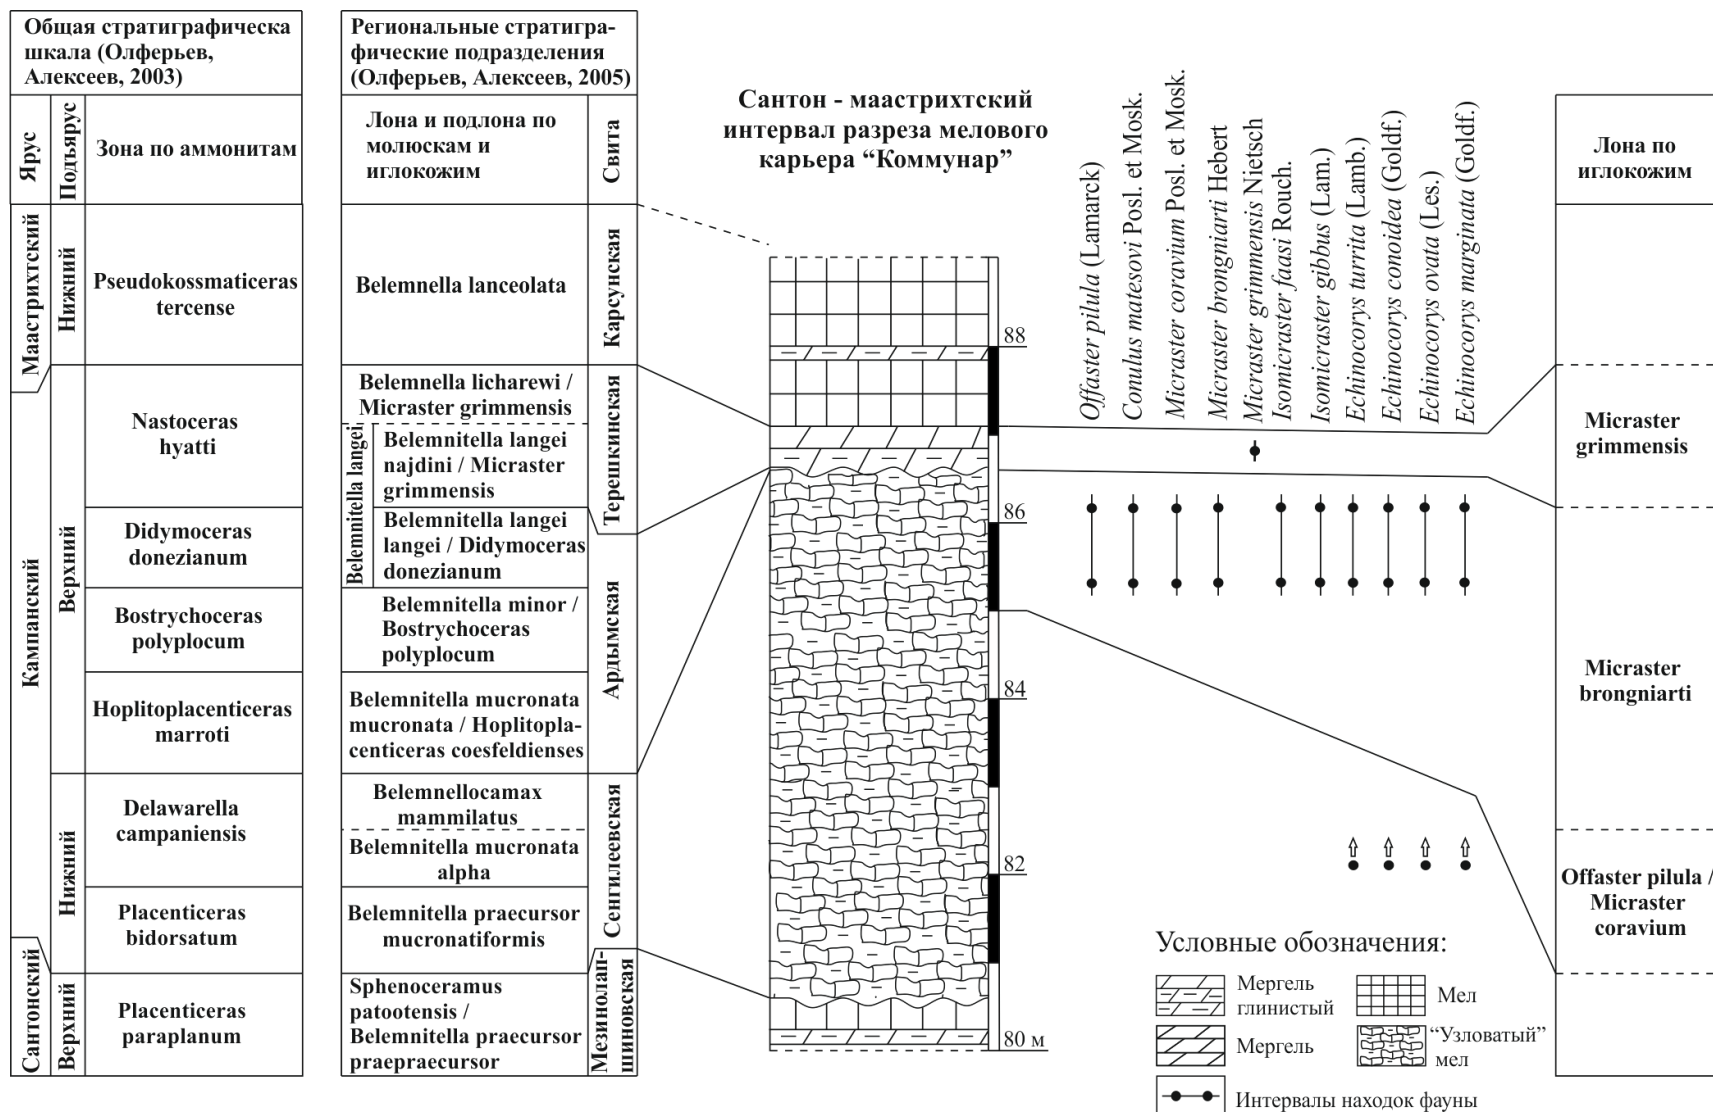 Общая стратиграфическа
шкала (Олферьев,
Алексеев, 2003)
Ярус
Подъярус
Зона по аммонитам
Маастрихтский
Нижний
Pseudokossmaticeras
tercense
Кампанский
Верхний
Nastoceras
hyatti
Didymoceras
donezianum
Bostrychoceras
polyplocum
Hoplitoplacenticeras
marroti
Нижний
Delawarella
campaniensis
Placenticeras
bidorsatum
Сантонский
Верхний
Placenticeras
paraplanum
Региональные стратигра-
фические подразделения
(Олферьев, Алексеев, 2005)
Лона и подлона по
молюскам и
иглокожим
Свита
Belemnella lanceolata
Карсунская
Belemnella licharewi /
Micraster grimmensis
Терешкинская
Belemnitella langei
Belemnitella langei
najdini / Micraster
grimmensis
Belemnitella langei
langei / Didymoceras
donezianum
Ардымская
Belemnitella minor /
Bostrychoceras
polyplocum
Belemnitella mucronata
mucronata / Hoplitopla-
centiceras coesfeldienses
Belemnellocamax
mammilatus
Сенгилеевская
Belemnitella mucronata
alpha
Belemnitella praecursor
mucronatiformis
Sphenoceramus
patootensis /
Belemnitella praecursor
praepraecursor
Мезинолап-
шиновская
Сантон - маастрихтский
интервал разреза мелового
карьера “Коммунар”
88
86
84
82
80 м
Offaster pilula (Lamarck)
Conulus matesovi Posl. et Mosk.
Micraster coravium Posl. et Mosk.
Micraster brongniarti Hebert
Micraster grimmensis Nietsch
Isomicraster faasi Rouch.
Isomicraster gibbus (Lam.)
Echinocorys turrita (Lamb.)
Echinocorys conoidea (Goldf.)
Echinocorys ovata (Les.)
Echinocorys marginata (Goldf.)
Лона по
иглокожим
Micraster
grimmensis
Micraster
brongniarti
Offaster pilula /
Micraster
coravium
Условные обозначения:
Мергель
глинистый
Мел
Мергель
“Узловатый”
мел
Интервалы находок фауны